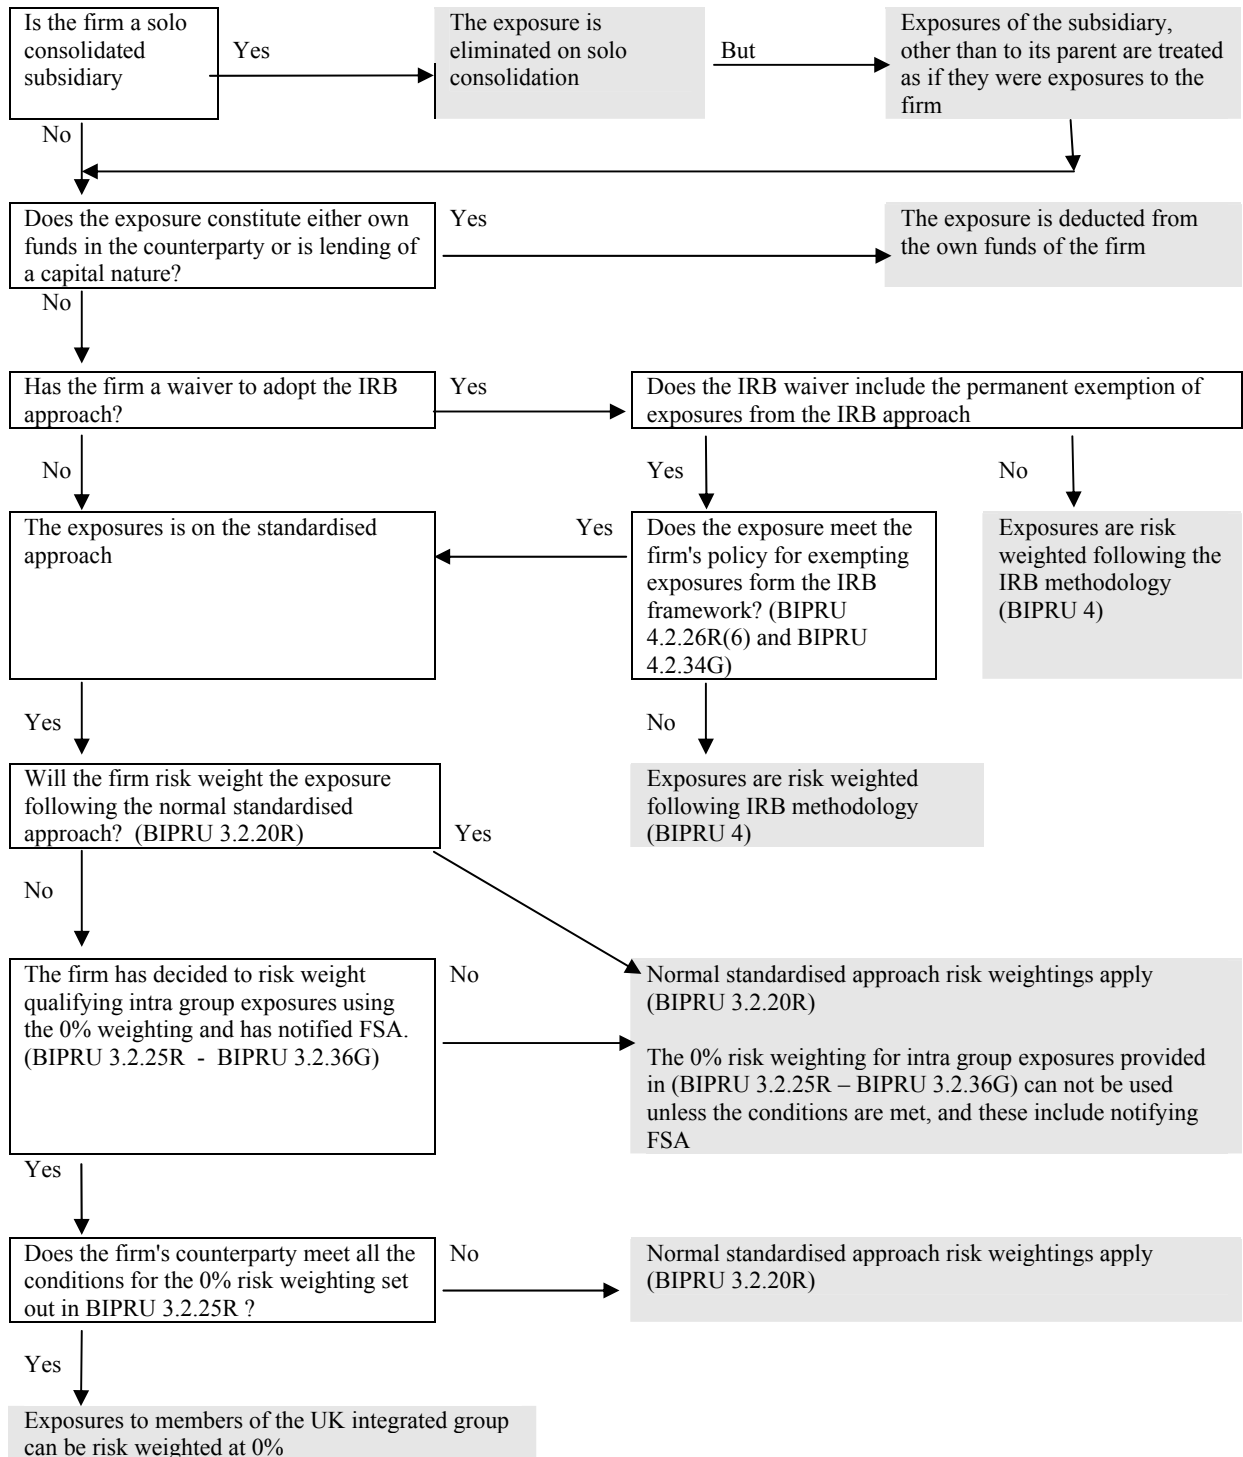 Is the firm a solo
consolidated
subsidiary
Yes
The exposure is
eliminated on solo
consolidation
But
Exposures of the subsidiary,
other than to its parent are treated
as if they were exposures to the
firm
No
Does the exposure constitute either own
funds in the counterparty or is lending of
a capital nature?
Yes
The exposure is deducted from
the own funds of the firm
No
Has the firm a waiver to adopt the IRB
approach?
Yes
Does the IRB waiver include the permanent exemption of
exposures from the IRB approach
No
Yes
No
The exposures is on the standardised
approach
Yes
Does the exposure meet the
firm's policy for exempting
exposures form the IRB
framework? (BIPRU
4.2.26R(6) and BIPRU
4.2.34G)
Exposures are risk
weighted following the
IRB methodology
(BIPRU 4)
Yes
No
Will the firm risk weight the exposure
following the normal standardised
approach?  (BIPRU 3.2.20R)
Yes
Exposures are risk weighted
following IRB methodology
(BIPRU 4)
No
The firm has decided to risk weight
qualifying intra group exposures using
the 0% weighting and has notified FSA.
(BIPRU 3.2.25R  -  BIPRU 3.2.36G)
No
Normal standardised approach risk weightings apply
(BIPRU 3.2.20R)
The 0% risk weighting for intra group exposures provided
in (BIPRU 3.2.25R – BIPRU 3.2.36G) can not be used
unless the conditions are met, and these include notifying
FSA
Yes
Does the firm's counterparty meet all the
conditions for the 0% risk weighting set
out in BIPRU 3.2.25R ?
No
Normal standardised approach risk weightings apply
(BIPRU 3.2.20R)
Yes
Exposures to members of the UK integrated group
can be risk weighted at 0%